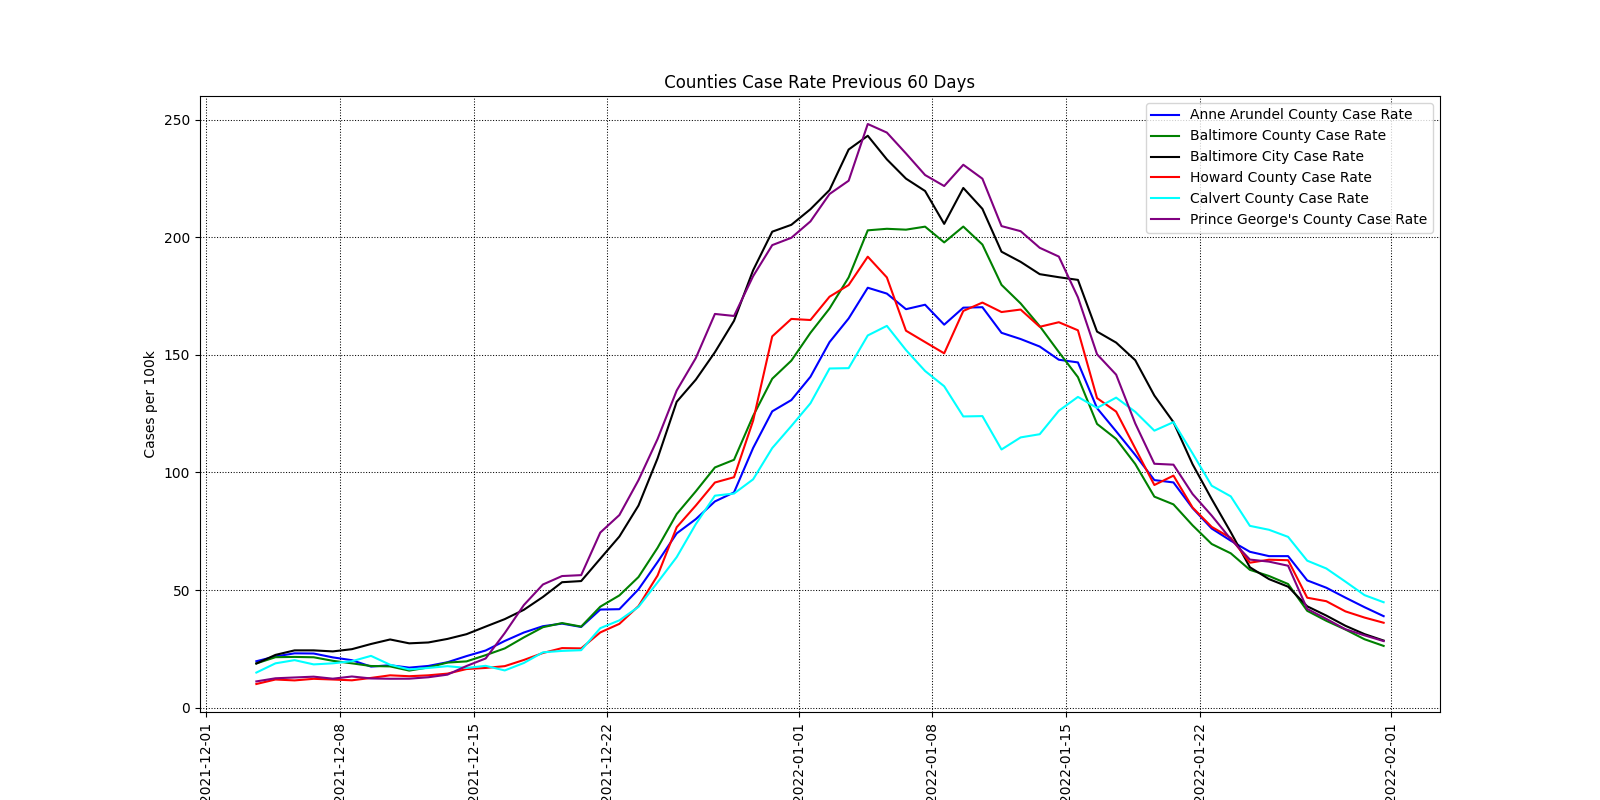 Counties Case Rate Previous 60 Days
Anne Arundel County Case Rate
Baltimore County Case Rate
Baltimore City Case Rate
Howard County Case Rate
Calvert County Case Rate
Prince George's County Case Rate
Cases per 100k
250
200
150
100
50
0
2021-12-01
2021-12-08
2021-12-15
2021-12-22
2022-01-01
2022-01-08
2022-01-15
2022-01-22
2022-02-01